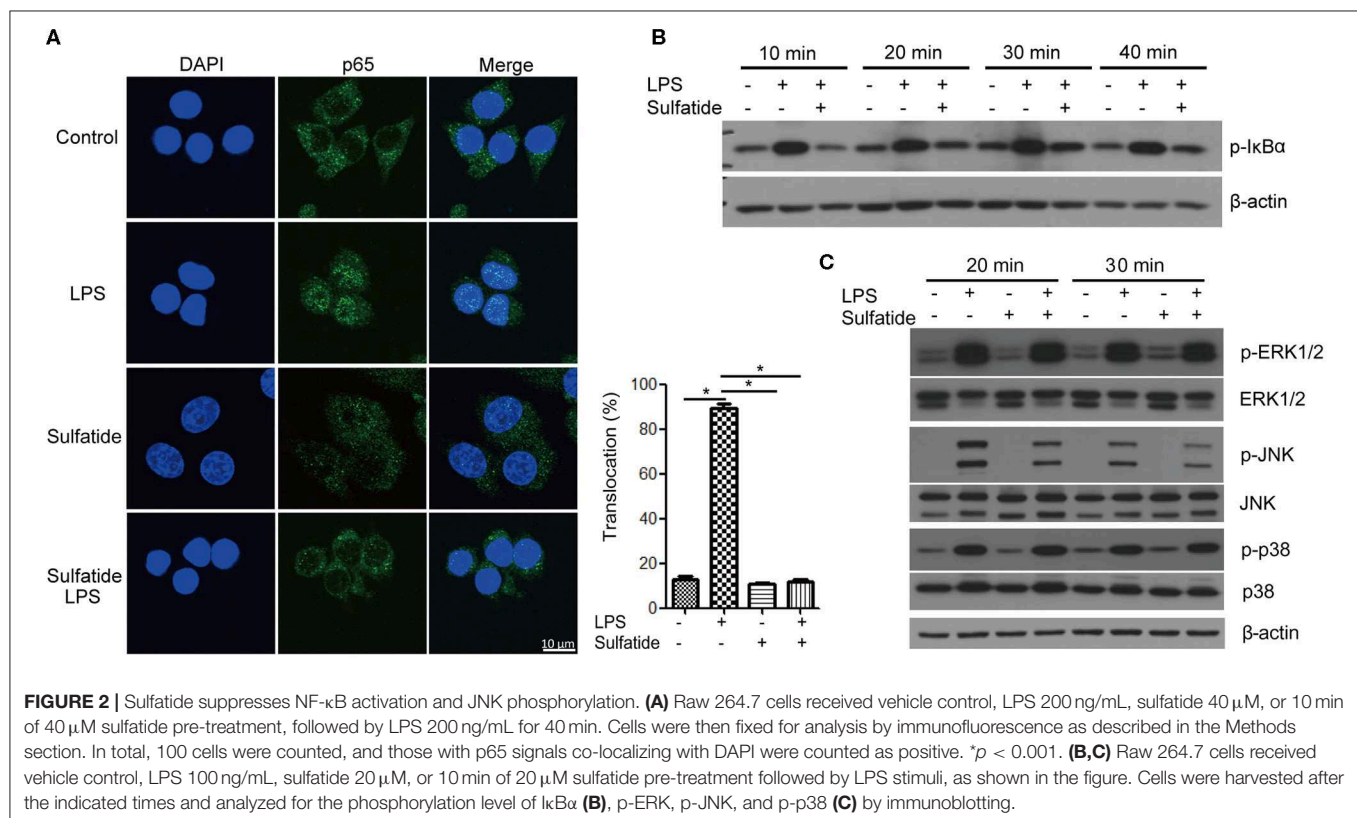 A
DAPI
p65
Merge
Control
LPS
Sulfatide
Sulfatide
LPS
10 μm
Translocation (%)
100
80
60
40
20
0
* * *
LPS - + - +
Sulfatide - - + +
B
10 min 20 min 30 min 40 min
LPS - + + - + + - + + - + +
Sulfatide - - + - - + - - + - - +
p-IκBα
β-actin
C
20 min 30 min
LPS - + - + - + - +
Sulfatide - - + + - - + +
p-ERK1/2
ERK1/2
p-JNK
JNK
p-p38
p38
β-actin
FIGURE 2 | Sulfatide suppresses NF-κB activation and JNK phosphorylation. (A) Raw 264.7 cells received vehicle control, LPS 200 ng/mL, sulfatide 40 μM, or 10 min
of 40 μM sulfatide pre-treatment, followed by LPS 200 ng/mL for 40 min. Cells were then fixed for analysis by immunofluorescence as described in the Methods
section. In total, 100 cells were counted, and those with p65 signals co-localizing with DAPI were counted as positive. *p < 0.001. (B,C) Raw 264.7 cells received
vehicle control, LPS 100 ng/mL, sulfatide 20 μM, or 10 min of 20 μM sulfatide pre-treatment followed by LPS stimuli, as shown in the figure. Cells were harvested after
the indicated times and analyzed for the phosphorylation level of IκBα (B), p-ERK, p-JNK, and p-p38 (C) by immunoblotting.